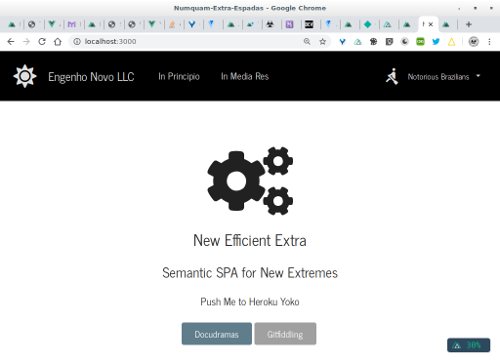 Numquam-Extra-Espadas - Google Chrome
localhost:3000
Engenho Novo LLC
In Principio
In Media Res
Notorious Brazilians
New Efficient Extra
Semantic SPA for New Extremes
Push Me to Heroku Yoko
Docudramas
Gitfiddling
30%